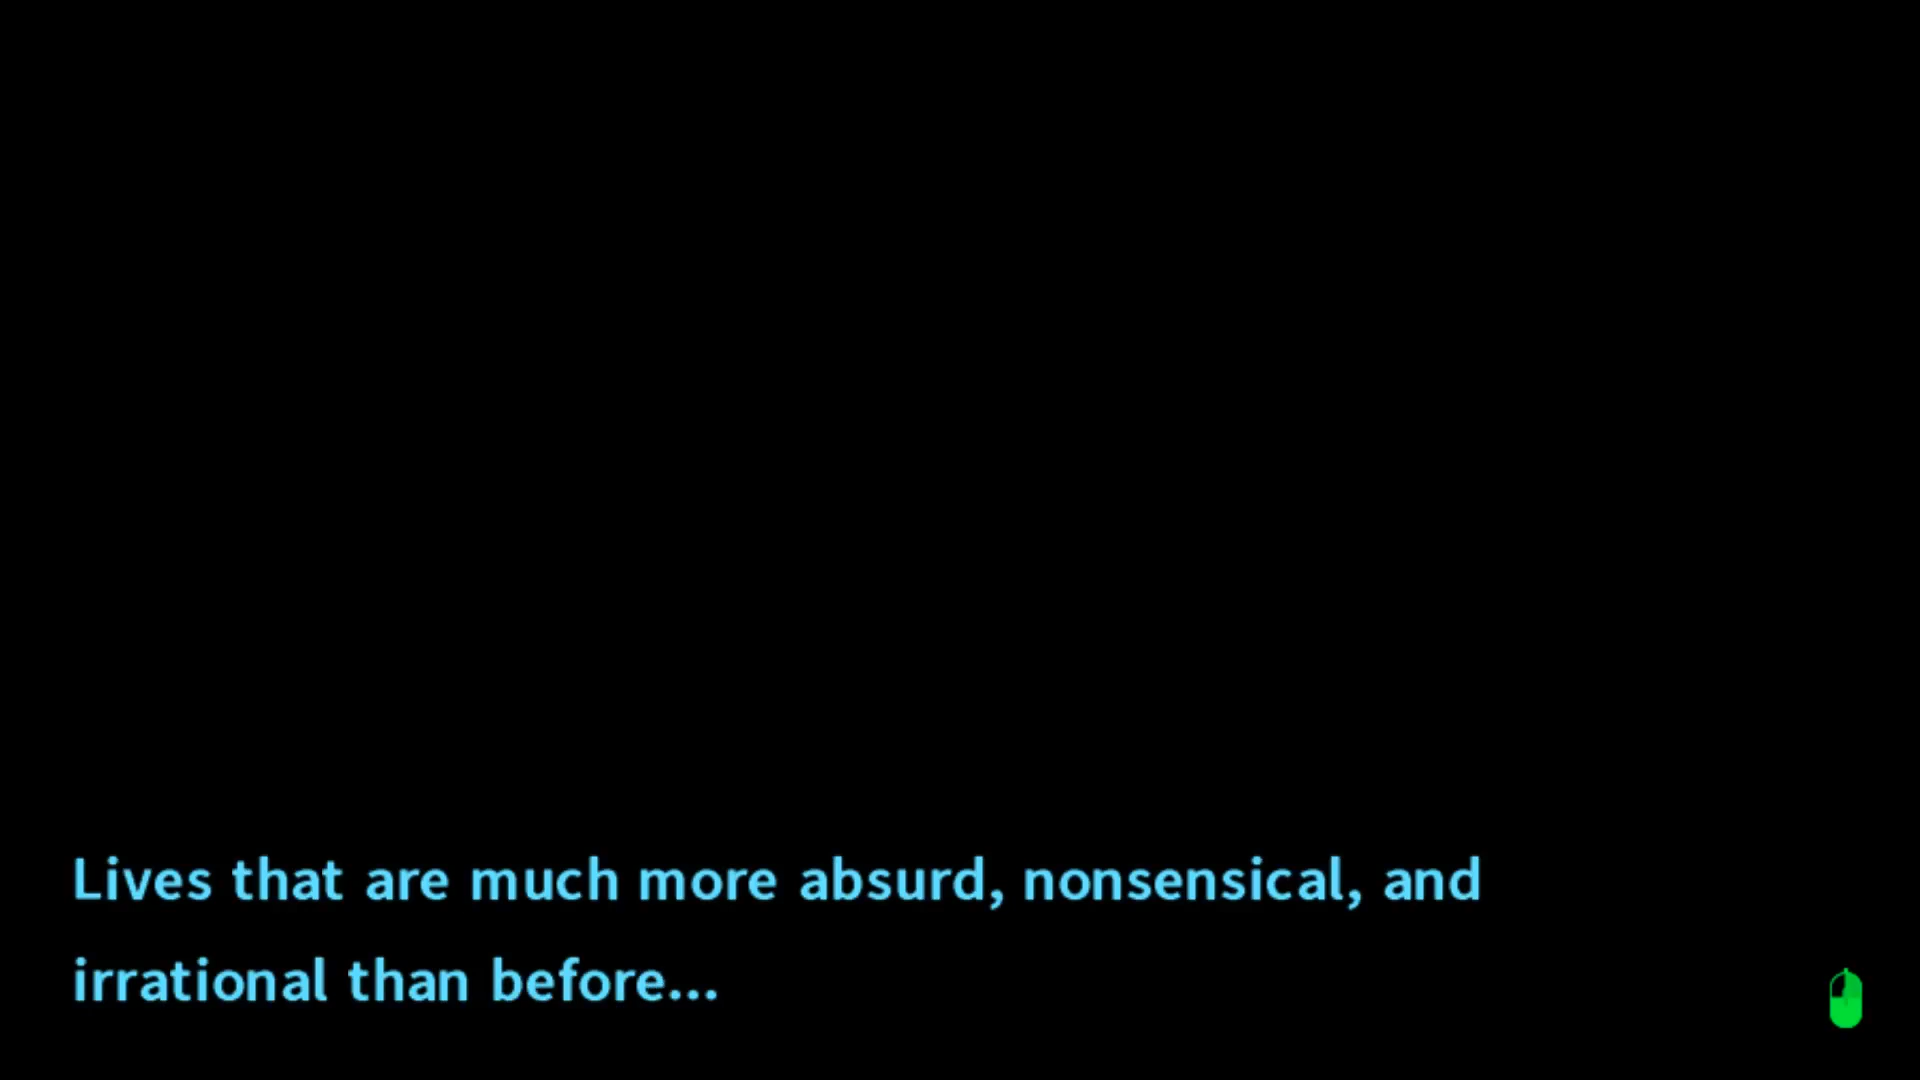 Lives that are much more absurd, nonsensical, and
irrational than before...